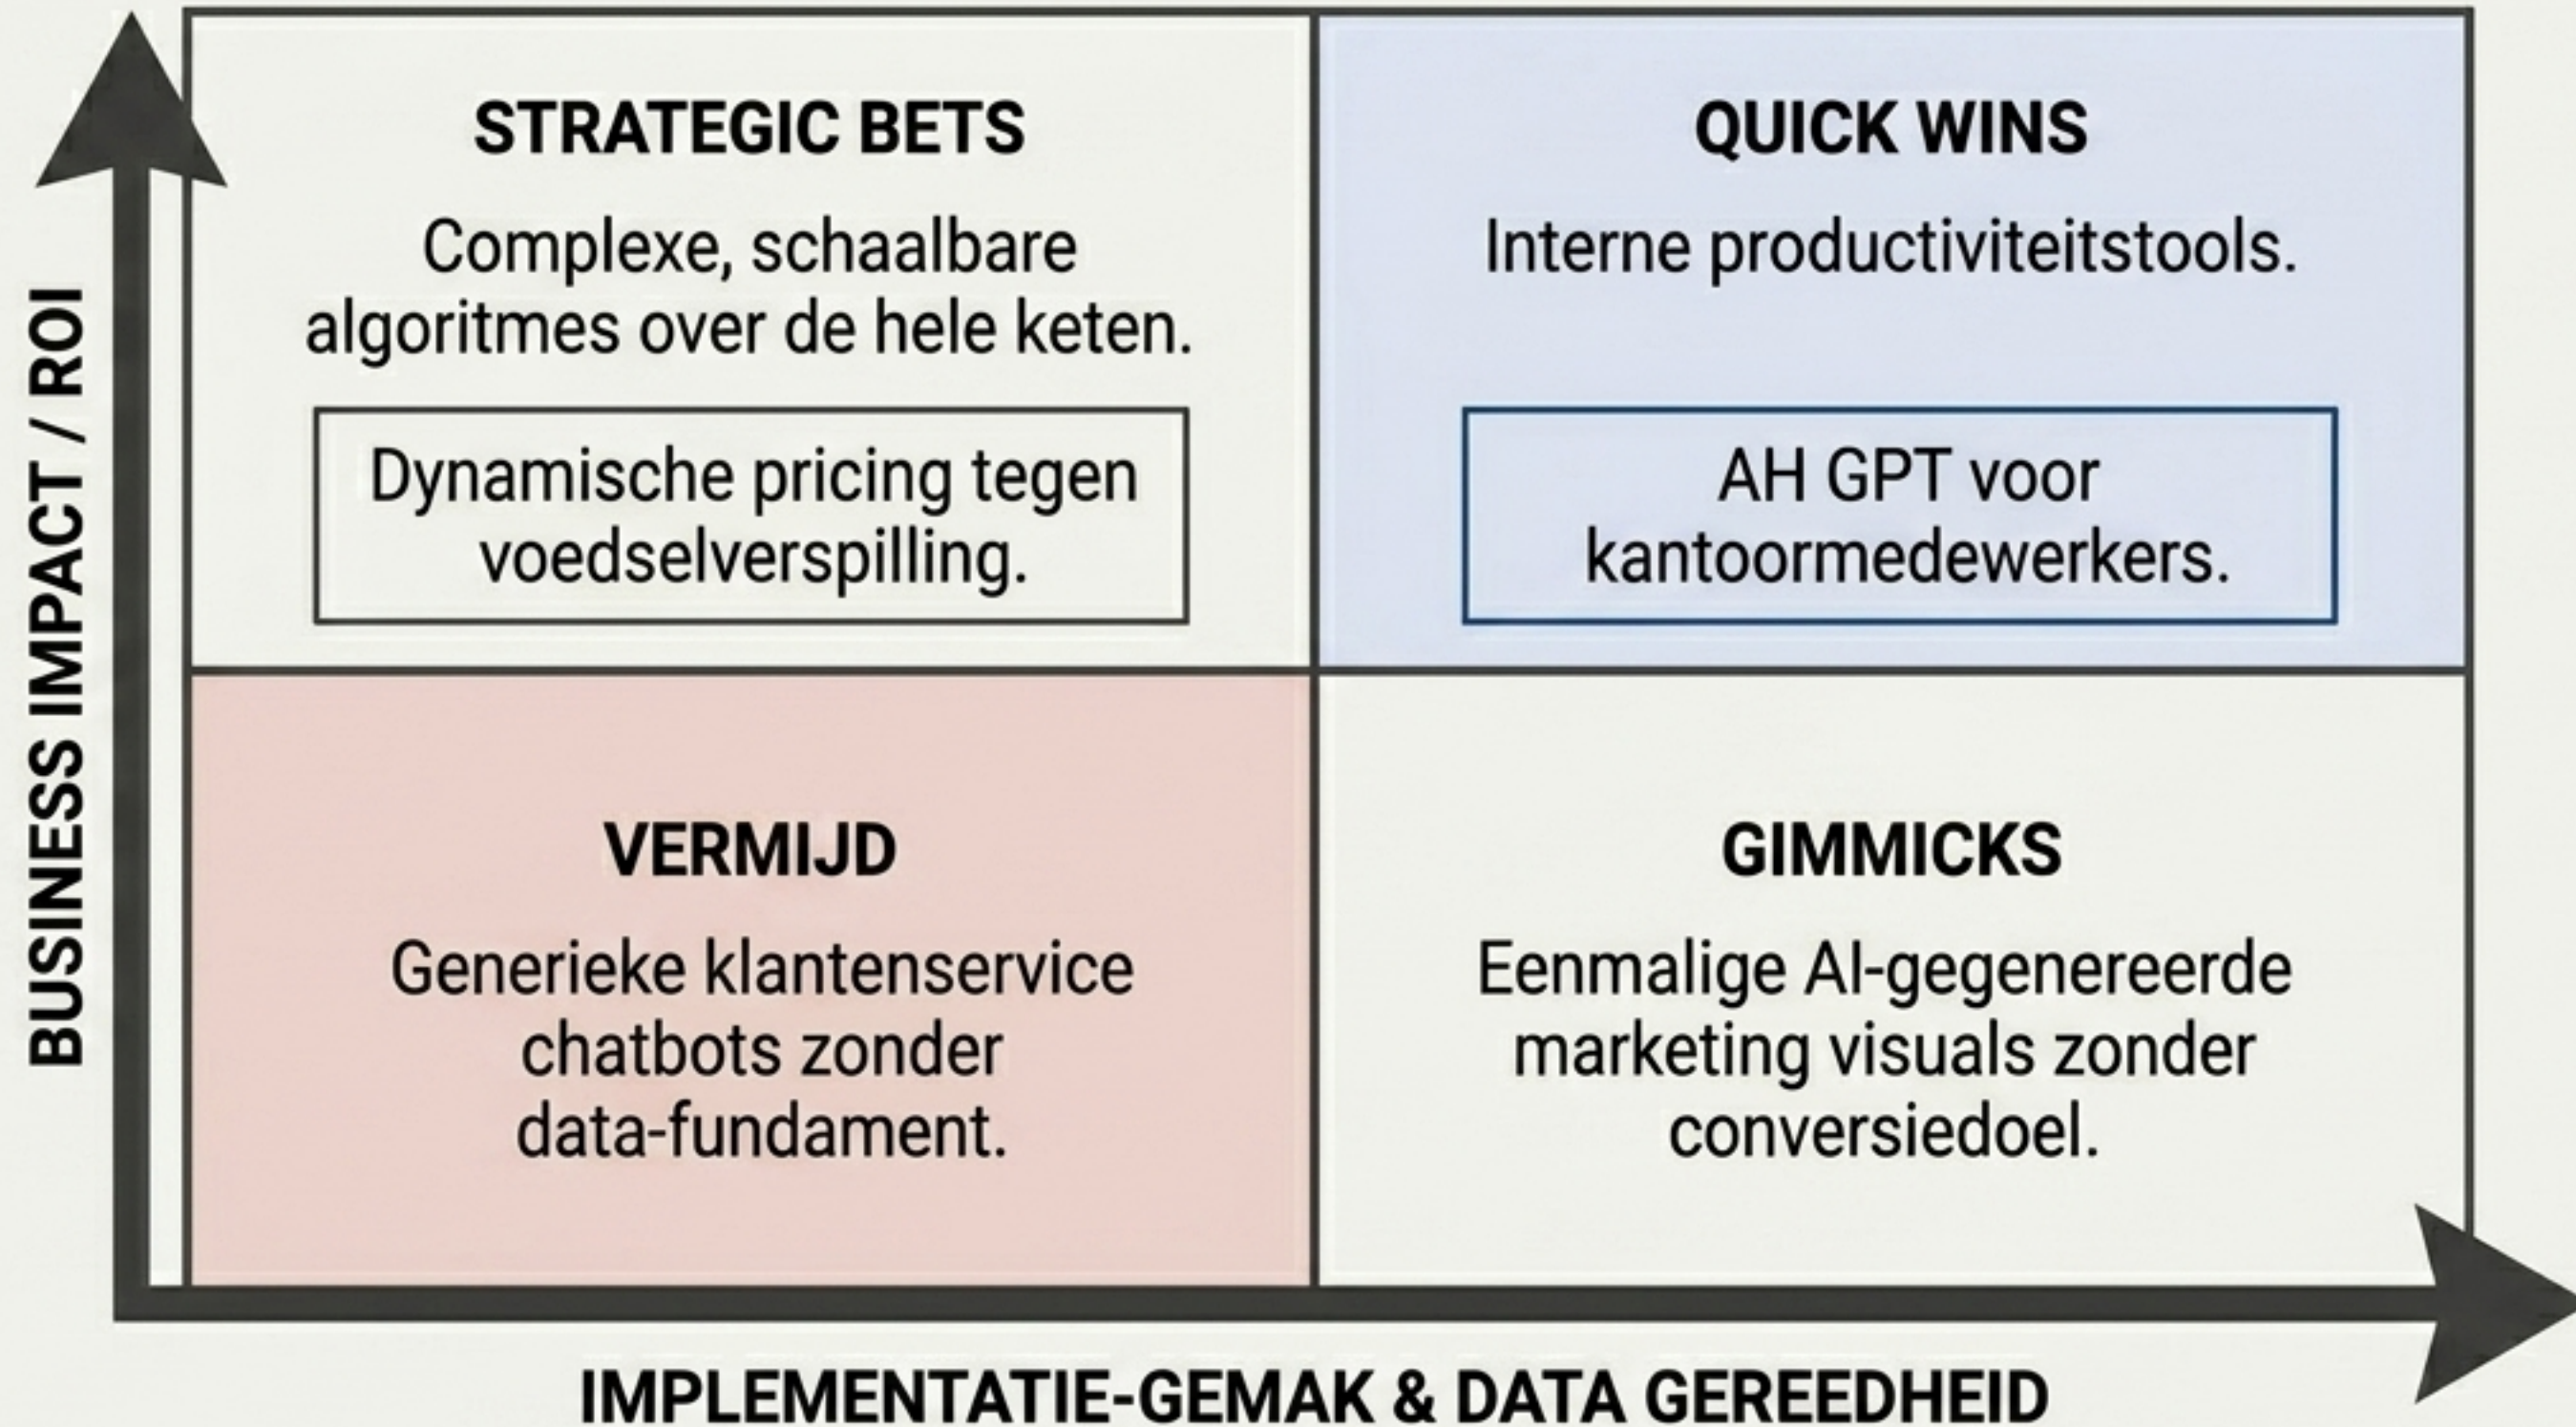 BUSINESS IMPACT / ROI
STRATEGIC BETS
Complexe, schaalbare
algoritmes over de hele keten.
Dynamische pricing tegen
voedselverspilling.
QUICK WINS
Interne productiviteitstools.
AH GPT voor
kantoormedewerkers.
VERMIJD
Generieke klantenservice
chatbots zonder
data-fundament.
GIMMICKS
Eenmalige AI-gegenereerde
marketing visuals zonder
conversiedoel.
IMPLEMENTATIE-GEMAK & DATA GEREEDHEID